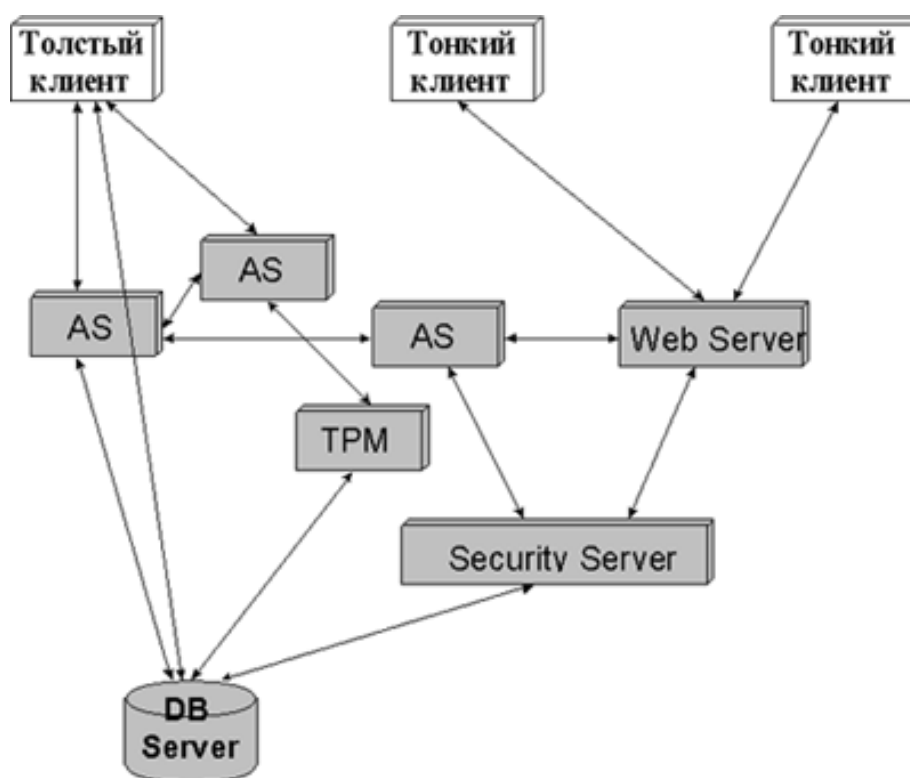 Толстый
клиент
Тонкий
клиент
Тонкий
клиент
AS
AS
AS
Web Server
TPM
Security Server
DB
Server